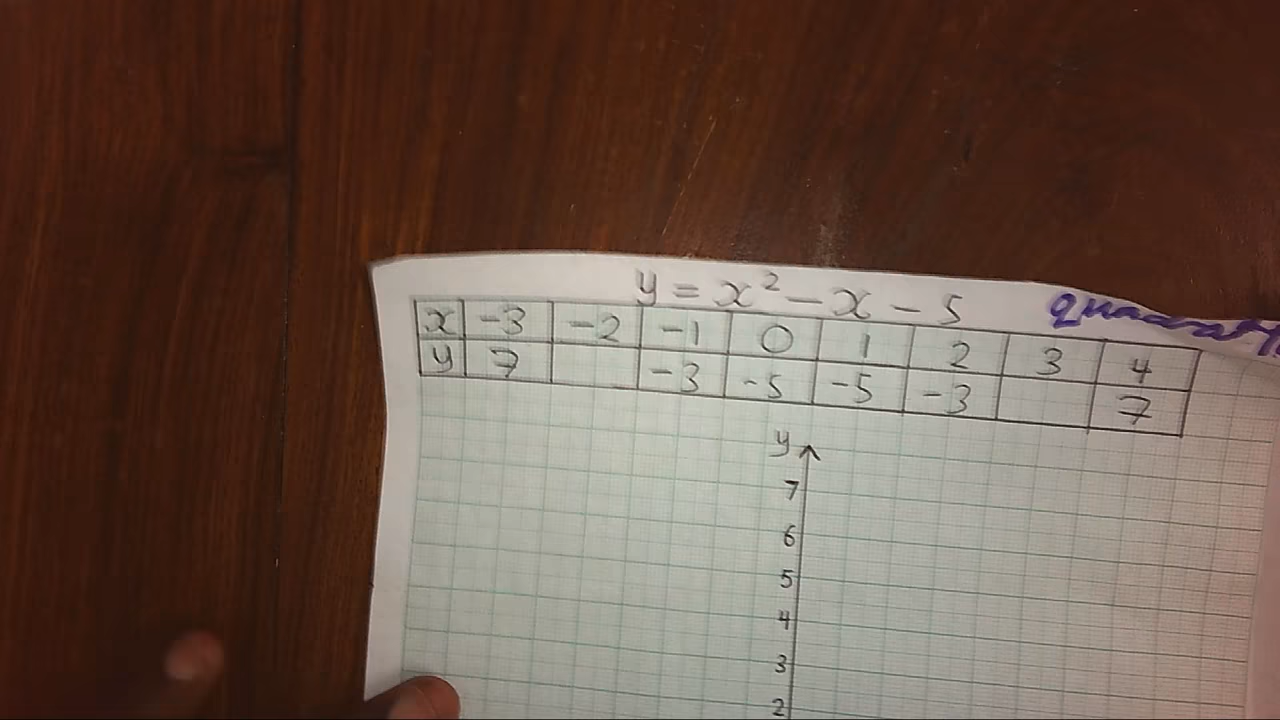 y = x² – x – 5
x -3 -2 -1 0 1 2 3 4
y 7 -3 -5 -5 -3 7
y
7
6
5
4
3
2